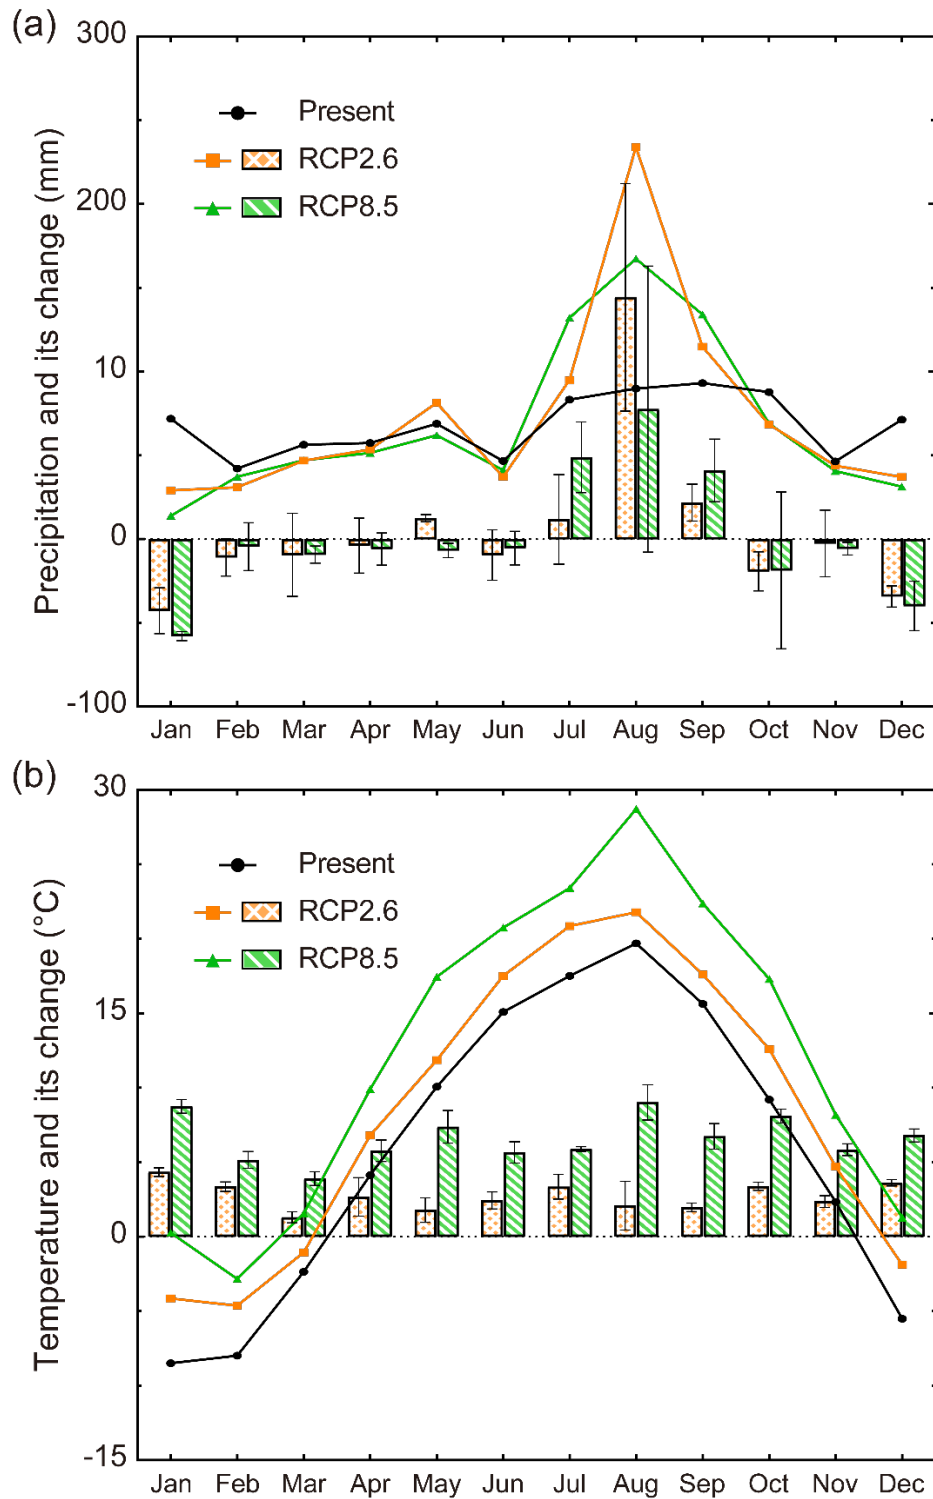 (a)
300
200
10
0
-100
Precipitation and its change (mm)
Present
RCP2.6
RCP8.5
Jan Feb Mar Apr May Jun Jul Aug Sep Oct Nov Dec
(b)
30
15
0
-15
Temperature and its change (°C)
Present
RCP2.6
RCP8.5
Jan Feb Mar Apr May Jun Jul Aug Sep Oct Nov Dec